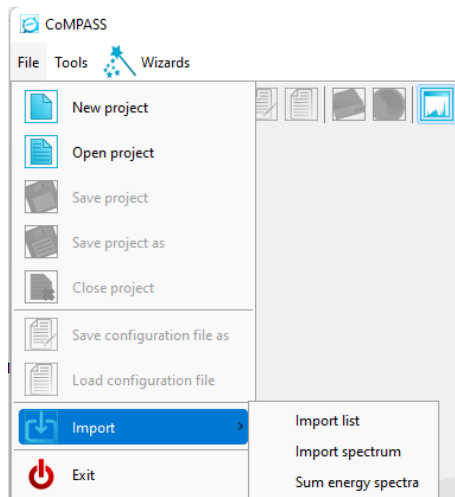 CoMPASS
File Tools Wizards
New project
Open project
Save project
Save project as
Close project
Save configuration file as
Load configuration file
Import
Import list
Import spectrum
Exit
Sum energy spectra